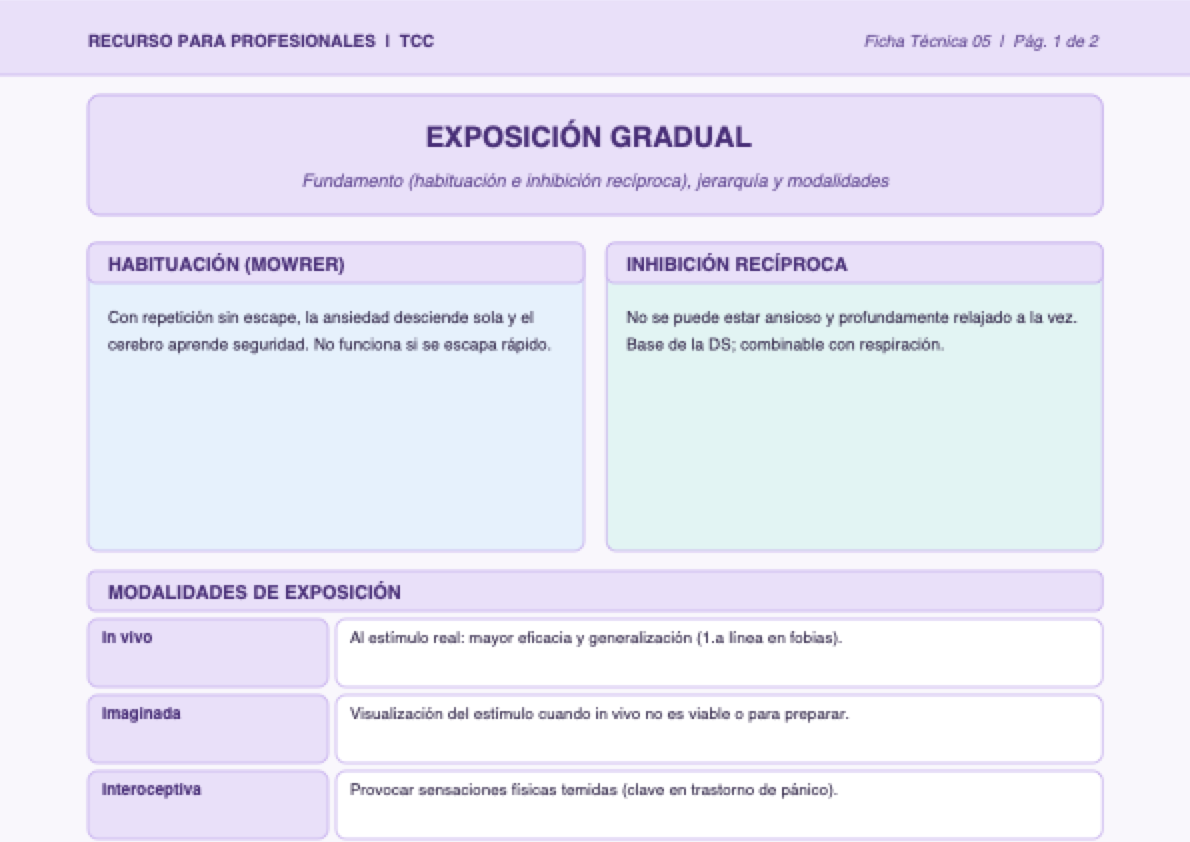 RECURSO PARA PROFESIONALES | TCC
Ficha Técnica 05 | Pág. 1 de 2
EXPOSICIÓN GRADUAL
Fundamento (habituación e inhibición recíproca), jerarquía y modalidades
HABITUACIÓN (MOWRER)
Con repetición sin escape, la ansiedad desciende sola y el
cerebro aprende seguridad. No funciona si se escapa rápido.
INHIBICIÓN RECÍPROCA
No se puede estar ansioso y profundamente relajado a la vez.
Base de la DS; combinable con respiración.
MODALIDADES DE EXPOSICIÓN
In vivo
Al estímulo real: mayor eficacia y generalización (1.a línea en fobias).
Imaginada
Visualización del estímulo cuando in vivo no es viable o para preparar.
Interoceptiva
Provocar sensaciones físicas temidas (clave en trastorno de pánico).